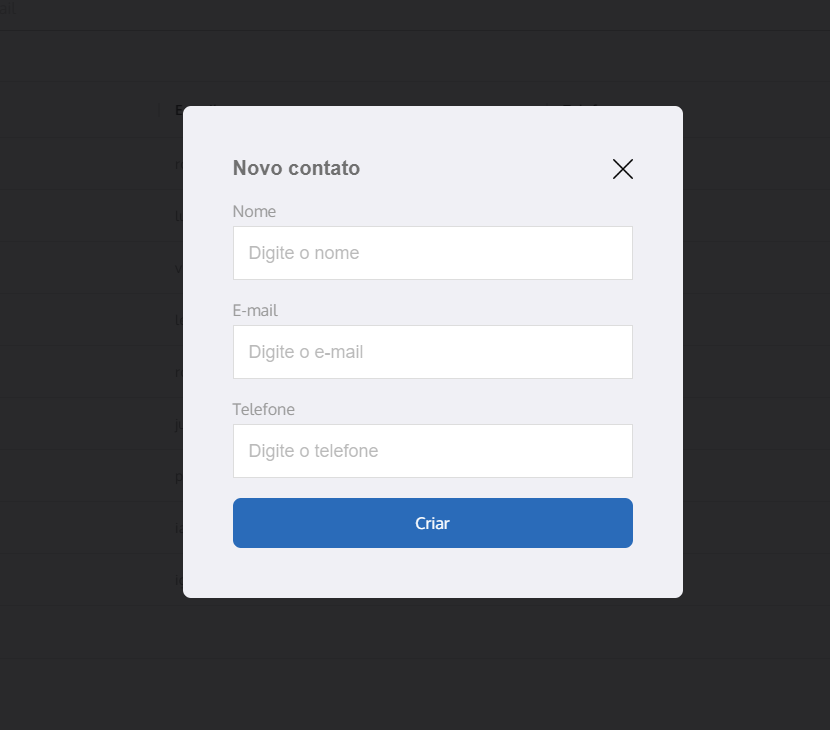 Novo contato
Nome
Digite o nome
E-mail
Digite o e-mail
Telefone
Digite o telefone
Criar